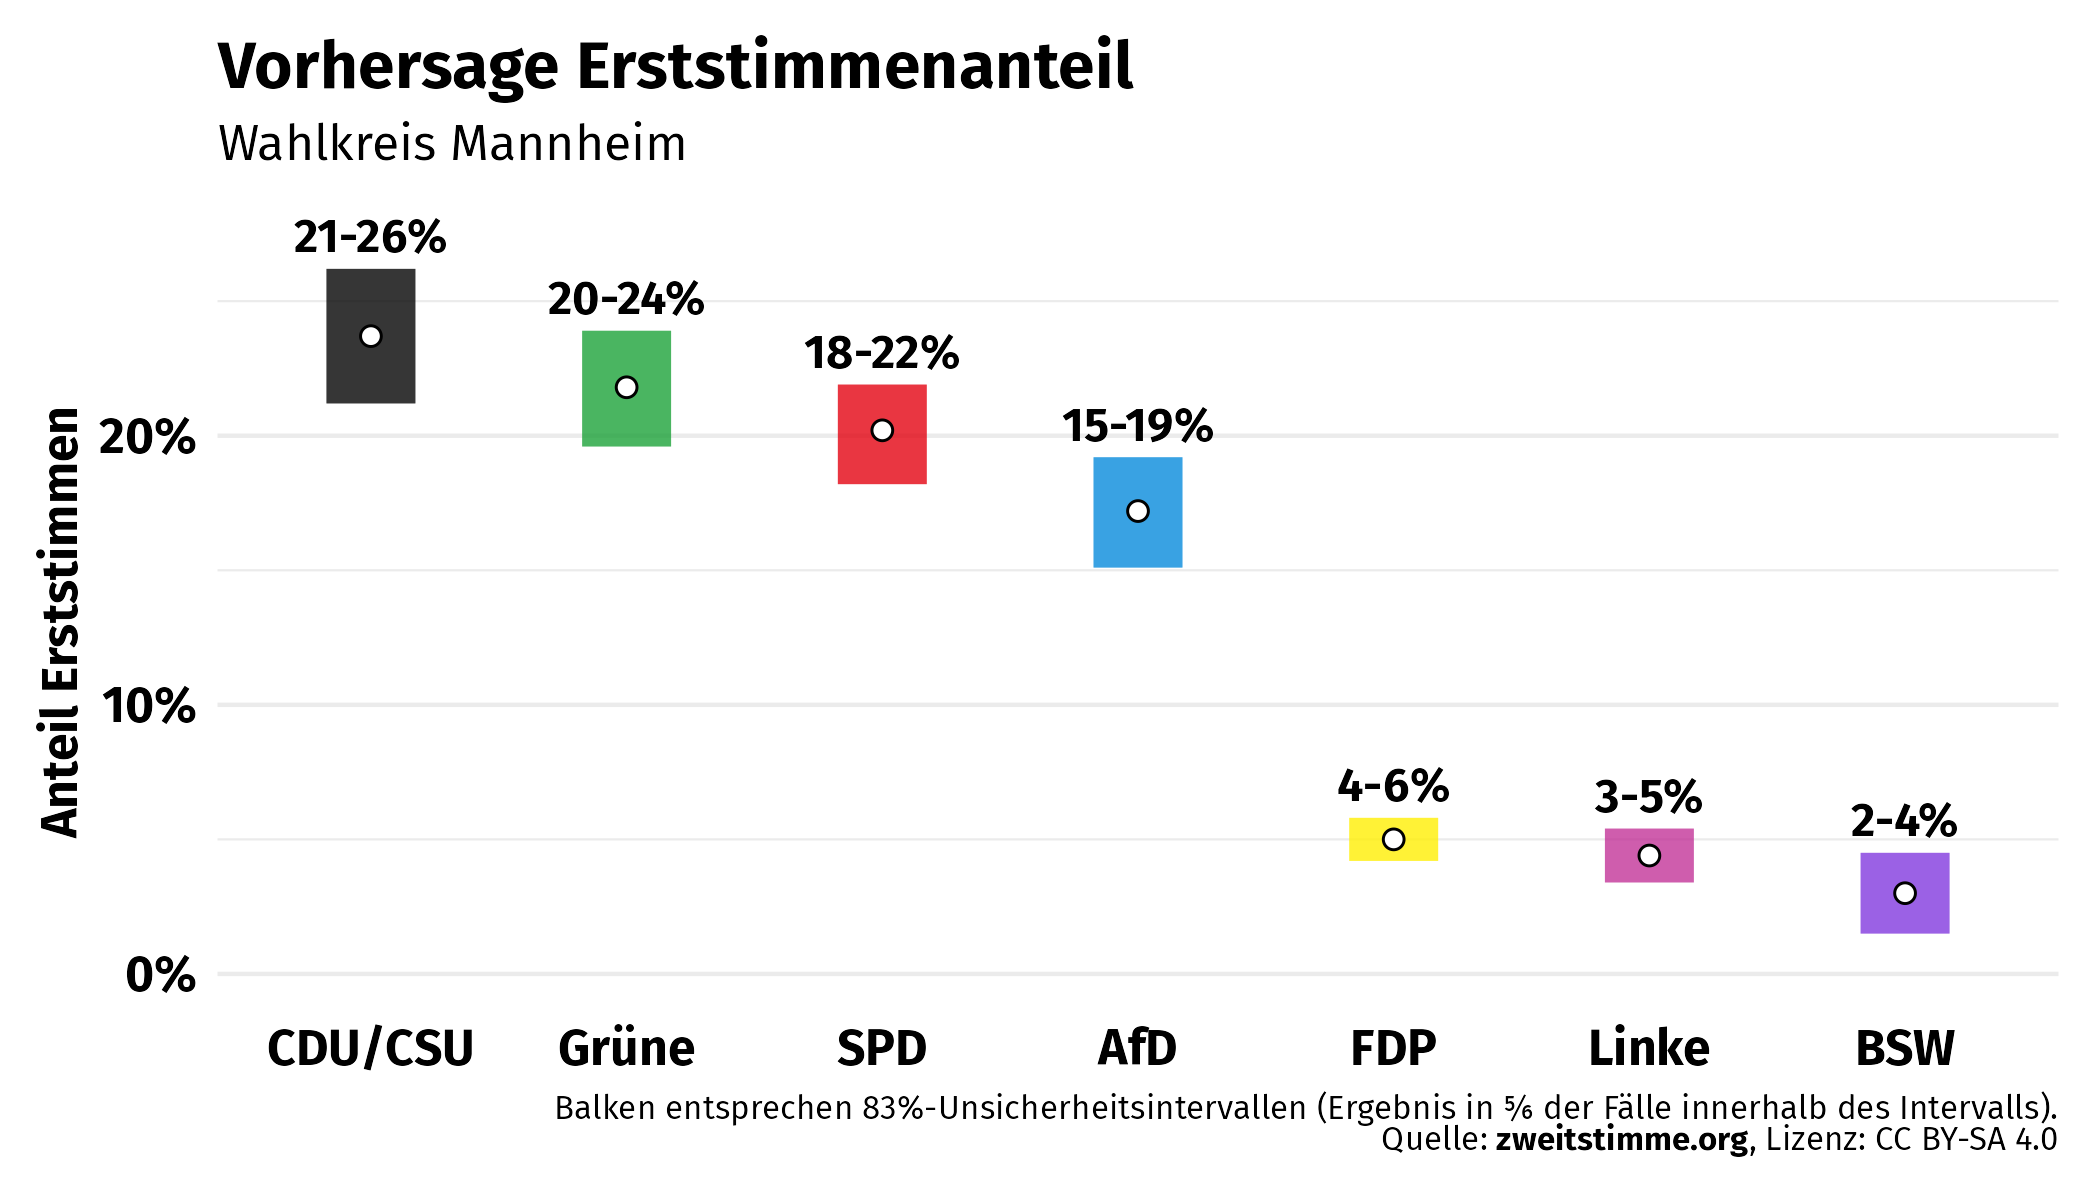 Vorhersage Erststimmenanteil
Wahlkreis Mannheim
21-26%
20-24%
18-22%
15-19%
4-6%
3-5%
2-4%
Anteil Erststimmen
20%
10%
0%
CDU/CSU Grüne SPD AfD FDP Linke BSW
Balken entsprechen 83%-Unsicherheitsintervallen (Ergebnis in ⅚ der Fälle innerhalb des Intervalls).
Quelle: zweitstimme.org, Lizenz: CC BY-SA 4.0